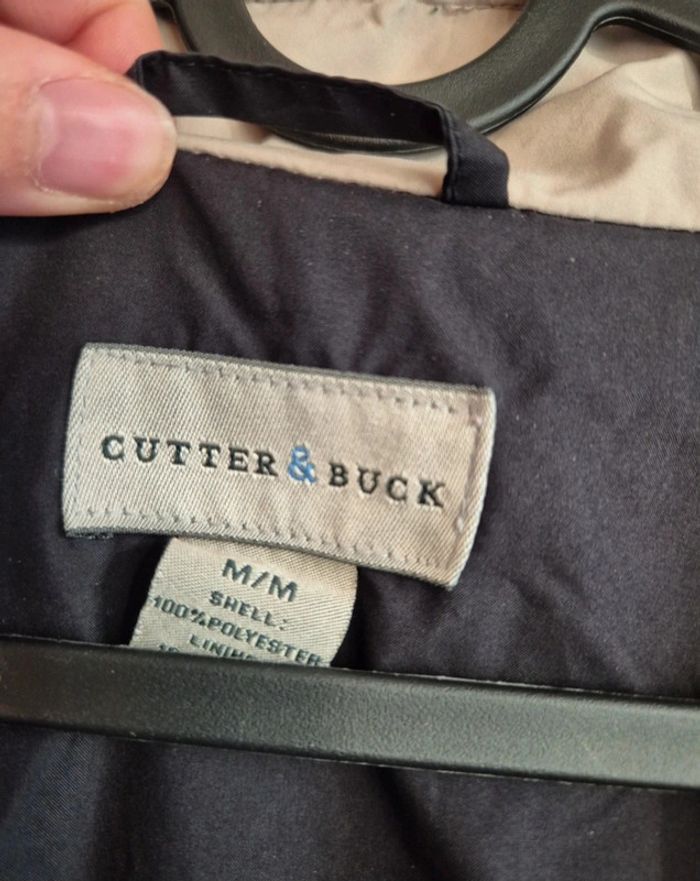 CUTTER & BUCK
M/M
SHELL:
100%POLYESTER